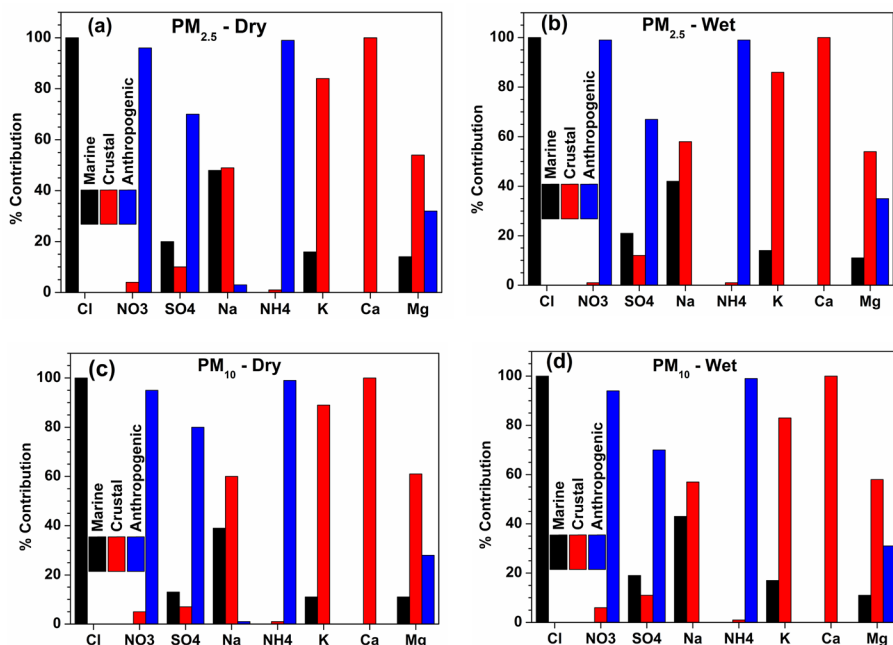 (a) PM2.5 - Dry
% Contribution
100
80
60
40
20
0
Marine
Crustal
Anthropogenic
Cl NO3 SO4 Na NH4 K Ca Mg
(b) PM2.5 - Wet
% Contribution
100
80
60
40
20
0
Marine
Crustal
Anthropogenic
Cl NO3 SO4 Na NH4 K Ca Mg
(c) PM10 - Dry
% Contribution
100
80
60
40
20
0
Marine
Crustal
Anthropogenic
Cl NO3 SO4 Na NH4 K Ca Mg
(d) PM10 - Wet
% Contribution
100
80
60
40
20
0
Marine
Crustal
Anthropogenic
Cl NO3 SO4 Na NH4 K Ca Mg